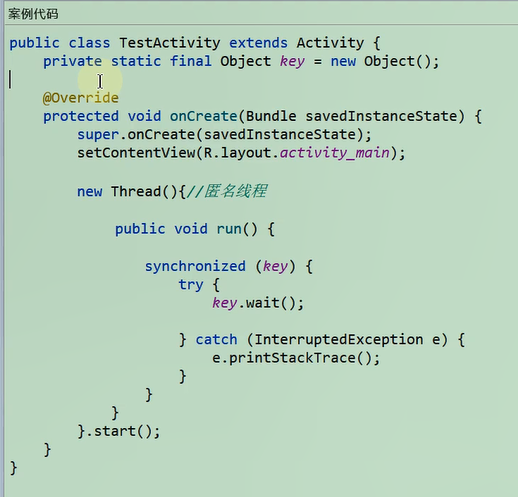 案例代码
public class TestActivity extends Activity {
    private static final Object key = new Object();

    @Override
    protected void onCreate(Bundle savedInstanceState) {
        super.onCreate(savedInstanceState);
        setContentView(R.layout.activity_main);

        new Thread(){//匿名线程

            public void run() {

                synchronized (key) {
                    try {
                        key.wait();

                    } catch (InterruptedException e) {
                        e.printStackTrace();
                    }
                }
            }
        }.start();
    }
}